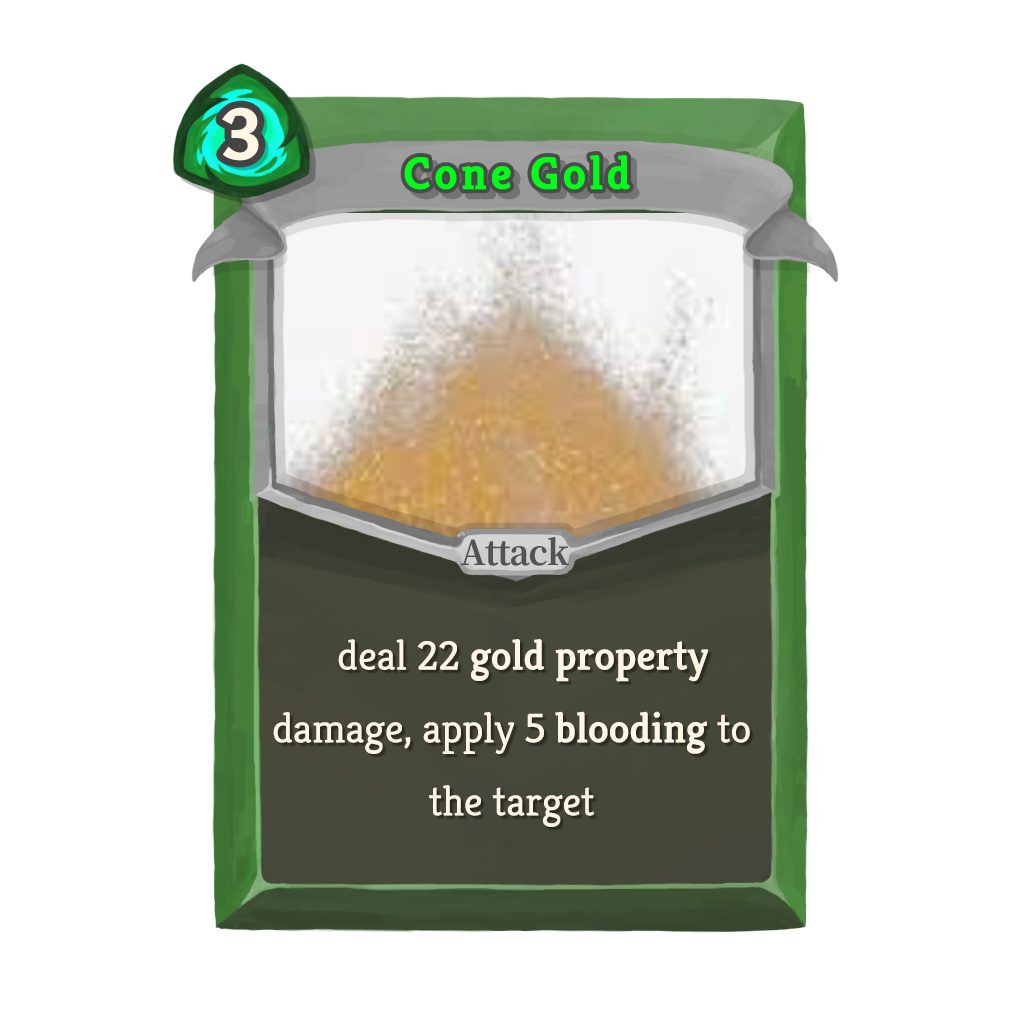 3
Cone Gold
Attack
deal 22 gold property
damage, apply 5 blooding to
the target